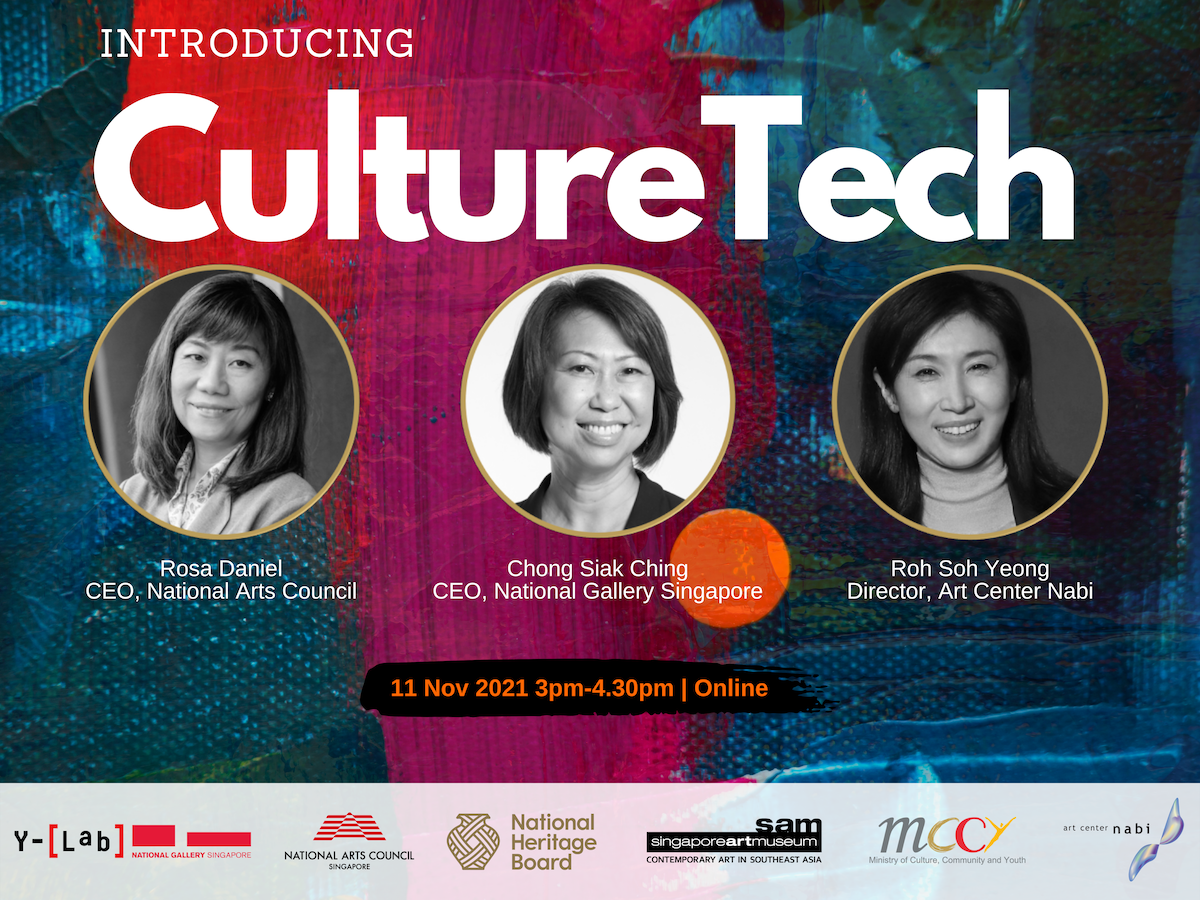 INTRODUCING
CultureTech
Rosa Daniel
CEO, National Arts Council
Chong Siak Ching
CEO, National Gallery Singapore
Roh Soh Yeong
Director, Art Center Nabi
11 Nov 2021 3pm-4.30pm | Online
Y-[Lab]
NATIONAL GALLERY SINGAPORE
NATIONAL ARTS COUNCIL
SINGAPORE
National
Heritage
Board
sam
singaporeartmuseum
CONTEMPORARY ART IN SOUTHEAST ASIA
mccy
Ministry of Culture, Community and Youth
art center nabi